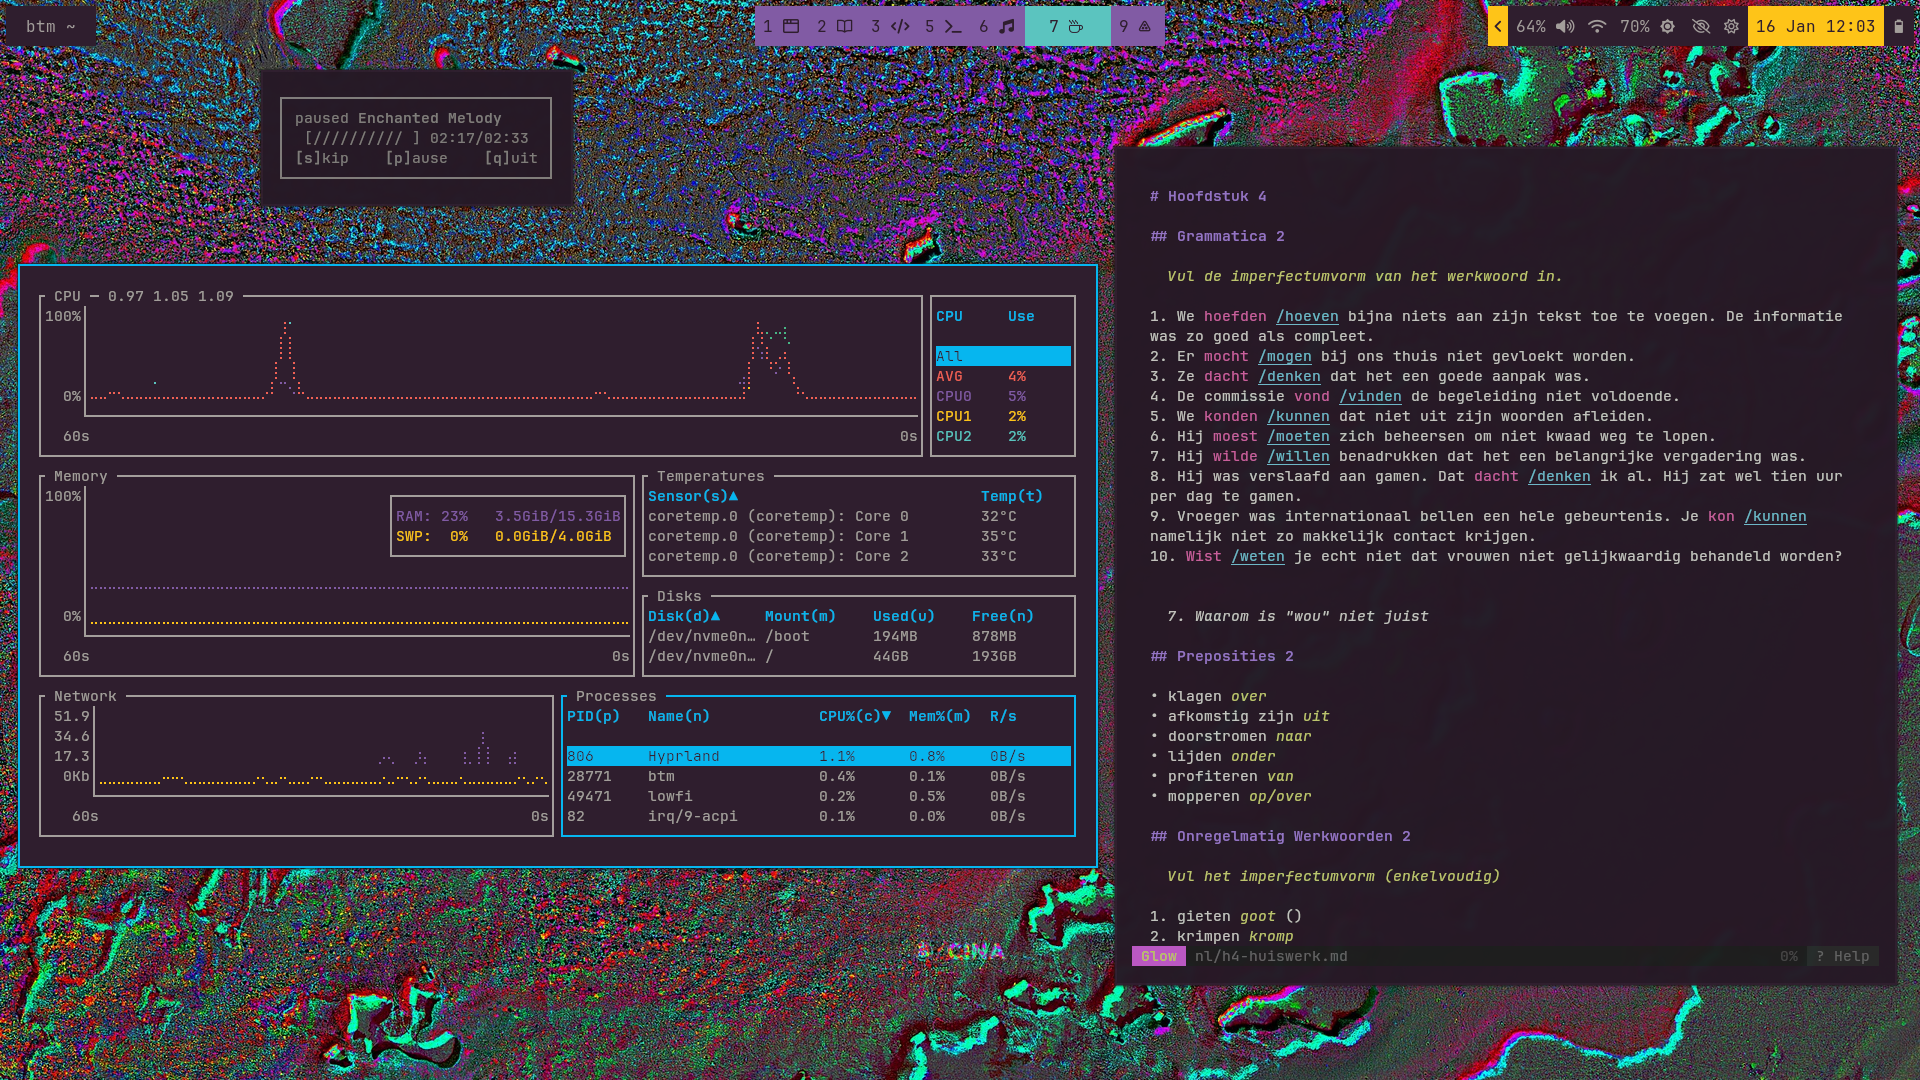 btm ~
1 2 3 5 6 7 9
64% 70% 16 Jan 12:03
paused Enchanted Melody
[////////// ] 02:17/02:33
[s]kip [p]ause [q]uit
CPU — 0.97 1.05 1.09
100%
0%
60s 0s
CPU Use
All
AVG 4%
CPU0 5%
CPU1 2%
CPU2 2%
Memory
100%
RAM: 23% 3.5GiB/15.3GiB
SWP: 0% 0.0GiB/4.0GiB
0%
60s 0s
Temperatures
Sensor(s)▲ Temp(t)
coretemp.0 (coretemp): Core 0 32°C
coretemp.0 (coretemp): Core 1 35°C
coretemp.0 (coretemp): Core 2 33°C
Disks
Disk(d)▲ Mount(m) Used(u) Free(n)
/dev/nvme0n… /boot 194MB 878MB
/dev/nvme0n… / 44GB 193GB
Network
51.9
34.6
17.3
0Kb
60s 0s
Processes
PID(p) Name(n) CPU%(c)▼ Mem%(m) R/s
806 Hyprland 1.1% 0.8% 0B/s
28771 btm 0.4% 0.1% 0B/s
49471 lowfi 0.2% 0.5% 0B/s
82 irq/9-acpi 0.1% 0.0% 0B/s
# Hoofdstuk 4
## Grammatica 2
Vul de imperfectumvorm van het werkwoord in.
1. We hoefden /hoeven bijna niets aan zijn tekst toe te voegen. De informatie
was zo goed als compleet.
2. Er mocht /mogen bij ons thuis niet gevloekt worden.
3. Ze dacht /denken dat het een goede aanpak was.
4. De commissie vond /vinden de begeleiding niet voldoende.
5. We konden /kunnen dat niet uit zijn woorden afleiden.
6. Hij moest /moeten zich beheersen om niet kwaad weg te lopen.
7. Hij wilde /willen benadrukken dat het een belangrijke vergadering was.
8. Hij was verslaafd aan gamen. Dat dacht /denken ik al. Hij zat wel tien uur
per dag te gamen.
9. Vroeger was internationaal bellen een hele gebeurtenis. Je kon /kunnen
namelijk niet zo makkelijk contact krijgen.
10. Wist /weten je echt niet dat vrouwen niet gelijkwaardig behandeld worden?
7. Waarom is "wou" niet juist
## Preposities 2
• klagen over
• afkomstig zijn uit
• doorstromen naar
• lijden onder
• profiteren van
• mopperen op/over
## Onregelmatig Werkwoorden 2
Vul het imperfectumvorm (enkelvoudig)
1. gieten goot ()
2. krimpen kromp
Glow nl/h4-huiswerk.md 0% ? Help